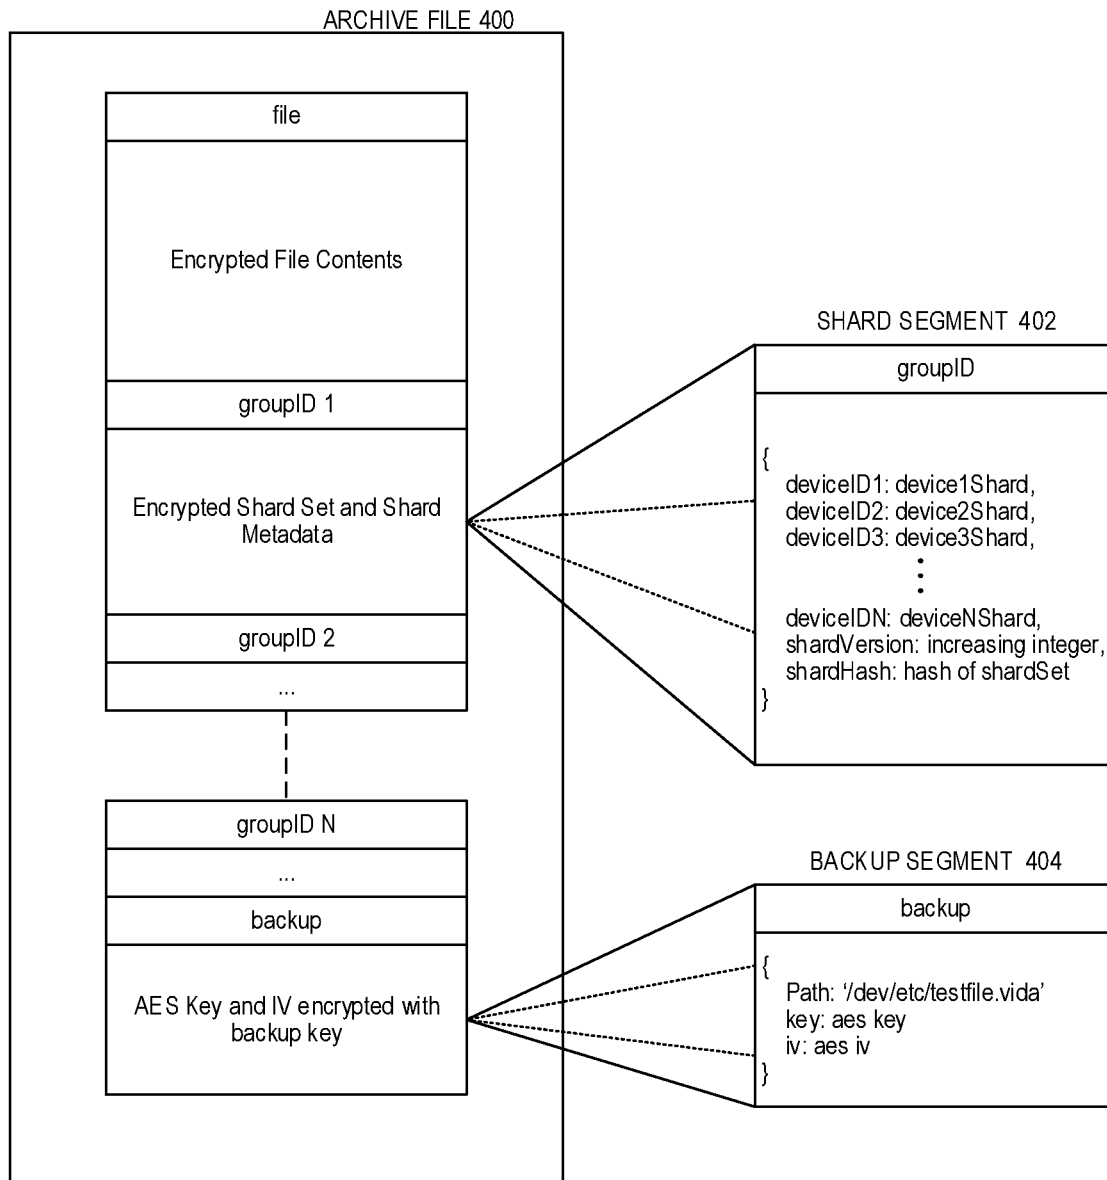 ARCHIVE FILE 400
file
Encrypted File Contents
groupID 1
Encrypted Shard Set and Shard
Metadata
groupID 2
...
groupID N
...
backup
AES Key and IV encrypted with
backup key
SHARD SEGMENT 402
groupID
{
deviceID1: device1Shard,
deviceID2: device2Shard,
deviceID3: device3Shard,
⋮
deviceIDN: deviceNShard,
shardVersion: increasing integer,
shardHash: hash of shardSet
}
BACKUP SEGMENT 404
backup
{
Path: ‘/dev/etc/testfile.vida’
key: aes key
iv: aes iv
}